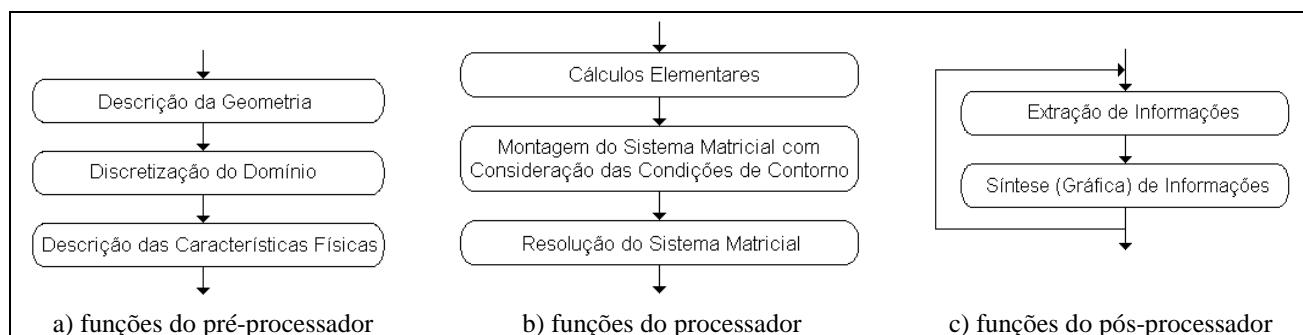 Descrição da Geometria
Discretização do Domínio
Descrição das Características Físicas
a) funções do pré-processador
Cálculos Elementares
Montagem do Sistema Matricial com
Consideração das Condições de Contorno
Resolução do Sistema Matricial
b) funções do processador
Extração de Informações
Síntese (Gráfica) de Informações
c) funções do pós-processador